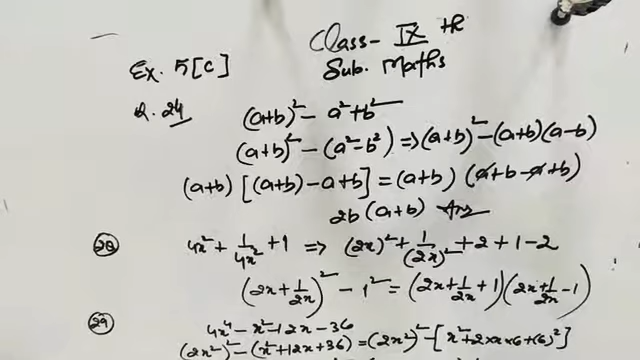 Class - IX th
Ex. 5[C]
Sub. Maths
Q. 24
(a+b)² - a² + b²
(a+b)² - (a² - b²) => (a+b)² - (a+b)(a-b)
(a+b) [(a+b) - a+b] = (a+b) (a+b - a+b)
2b (a+b) Ans
28 4x² + 1/4x² + 1 => (2x)² + 1/(2x)² + 2 + 1 - 2
(2x + 1/2x)² - 1² = (2x + 1/2x + 1)(2x + 1/2x - 1)
29
4x⁴ - x² - 12x - 36
(2x²)² - (x² + 12x + 36) = (2x²)² - [x² + 2×x×6 + (6)²]